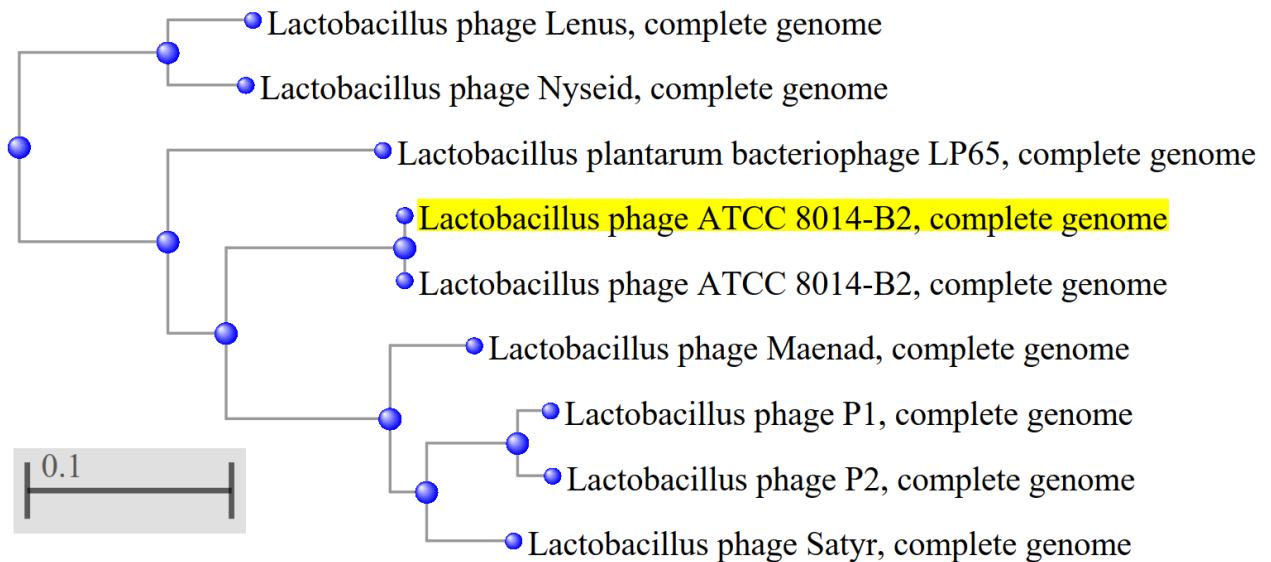 Lactobacillus phage Lenus, complete genome
Lactobacillus phage Nyseid, complete genome
Lactobacillus plantarum bacteriophage LP65, complete genome
Lactobacillus phage ATCC 8014-B2, complete genome
Lactobacillus phage ATCC 8014-B2, complete genome
Lactobacillus phage Maenad, complete genome
Lactobacillus phage P1, complete genome
0.1
Lactobacillus phage P2, complete genome
Lactobacillus phage Satyr, complete genome